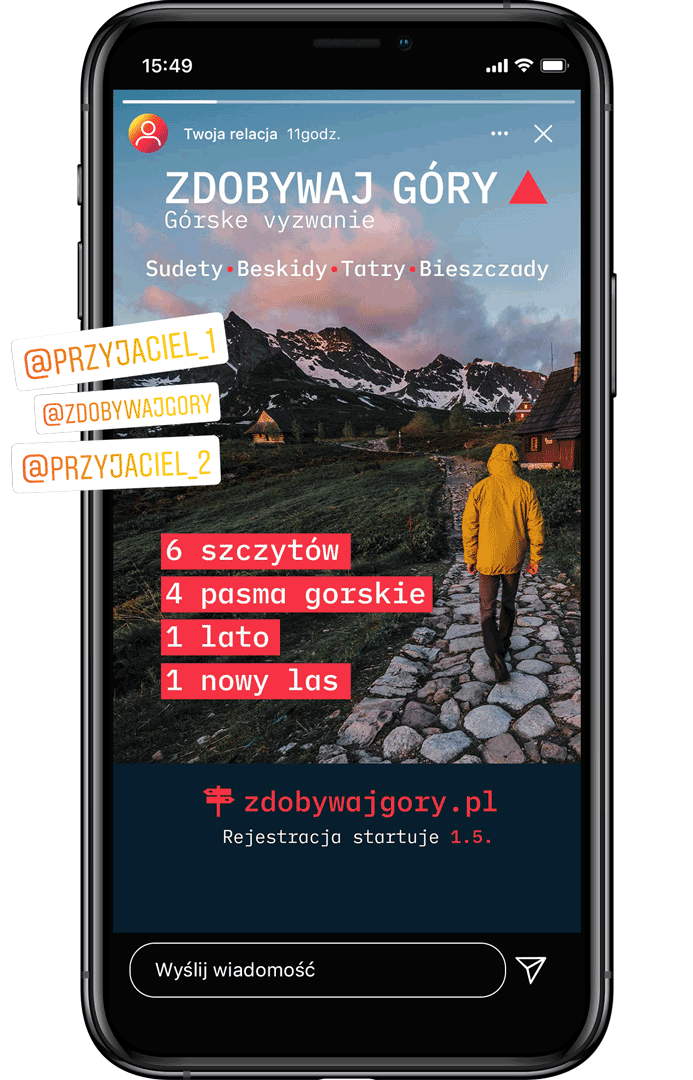 15:49
Twoja relacja 11godz.
ZDOBYWAJ GÓRY
Górske vyzwanie
Sudety•Beskidy•Tatry•Bieszczady
@PRZYJACIEL_1
@ZDOBYWAJGORY
@PRZYJACIEL_2
6 szczytów
4 pasma gorskie
1 lato
1 nowy las
zdobywajgory.pl
Rejestracja startuje 1.5.
Wyślij wiadomość